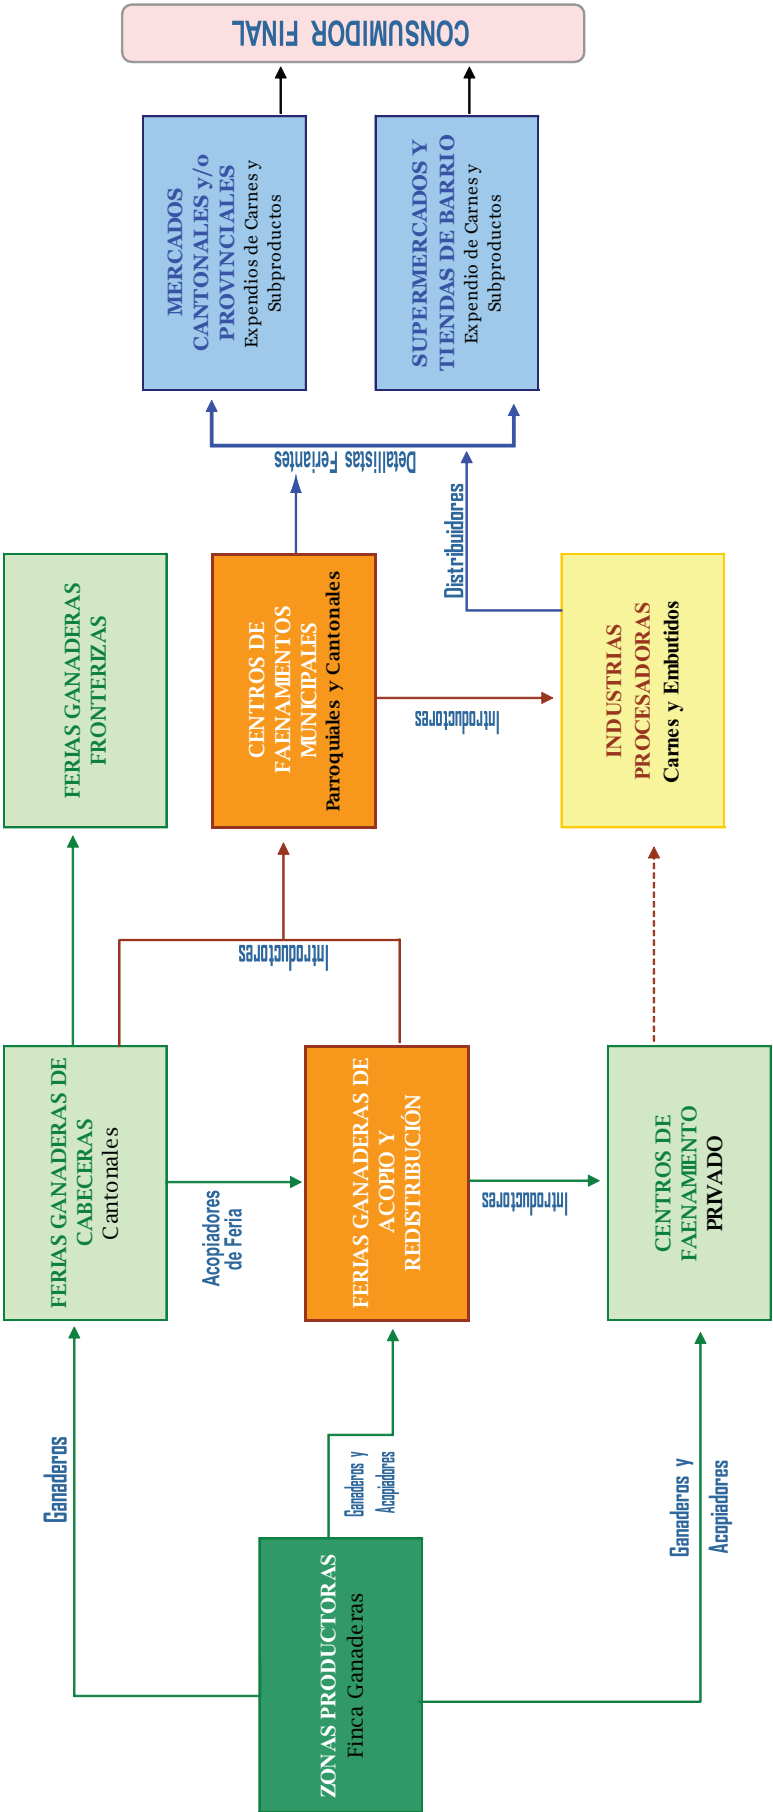 ZONAS PRODUCTORAS
Finca Ganaderas
Ganaderos
Ganaderos y
Acopiadores
Ganaderos y
Acopiadores
FERIAS GANADERAS DE
CABECERAS
Cantonales
Acopiadores
de Feria
FERIAS GANADERAS DE
ACOPIO Y
REDISTRIBUCIÓN
Introductores
CENTROS DE
FAENAMIENTO
PRIVADO
Introductores
FERIAS GANADERAS
FRONTERIZAS
CENTROS DE
FAENAMIENTOS
MUNICIPALES
Parroquiales y Cantonales
Introductores
INDUSTRIAS
PROCESADORAS
Carnes y Embutidos
Detallistas Feriantes
Distribuidores
MERCADOS
CANTONALES y/o
PROVINCIALES
Expendios de Carnes y
Subproductos
SUPERMERCADOS Y
TIENDAS DE BARRIO
Expendio de Carnes y
Subproductos
CONSUMIDOR FINAL